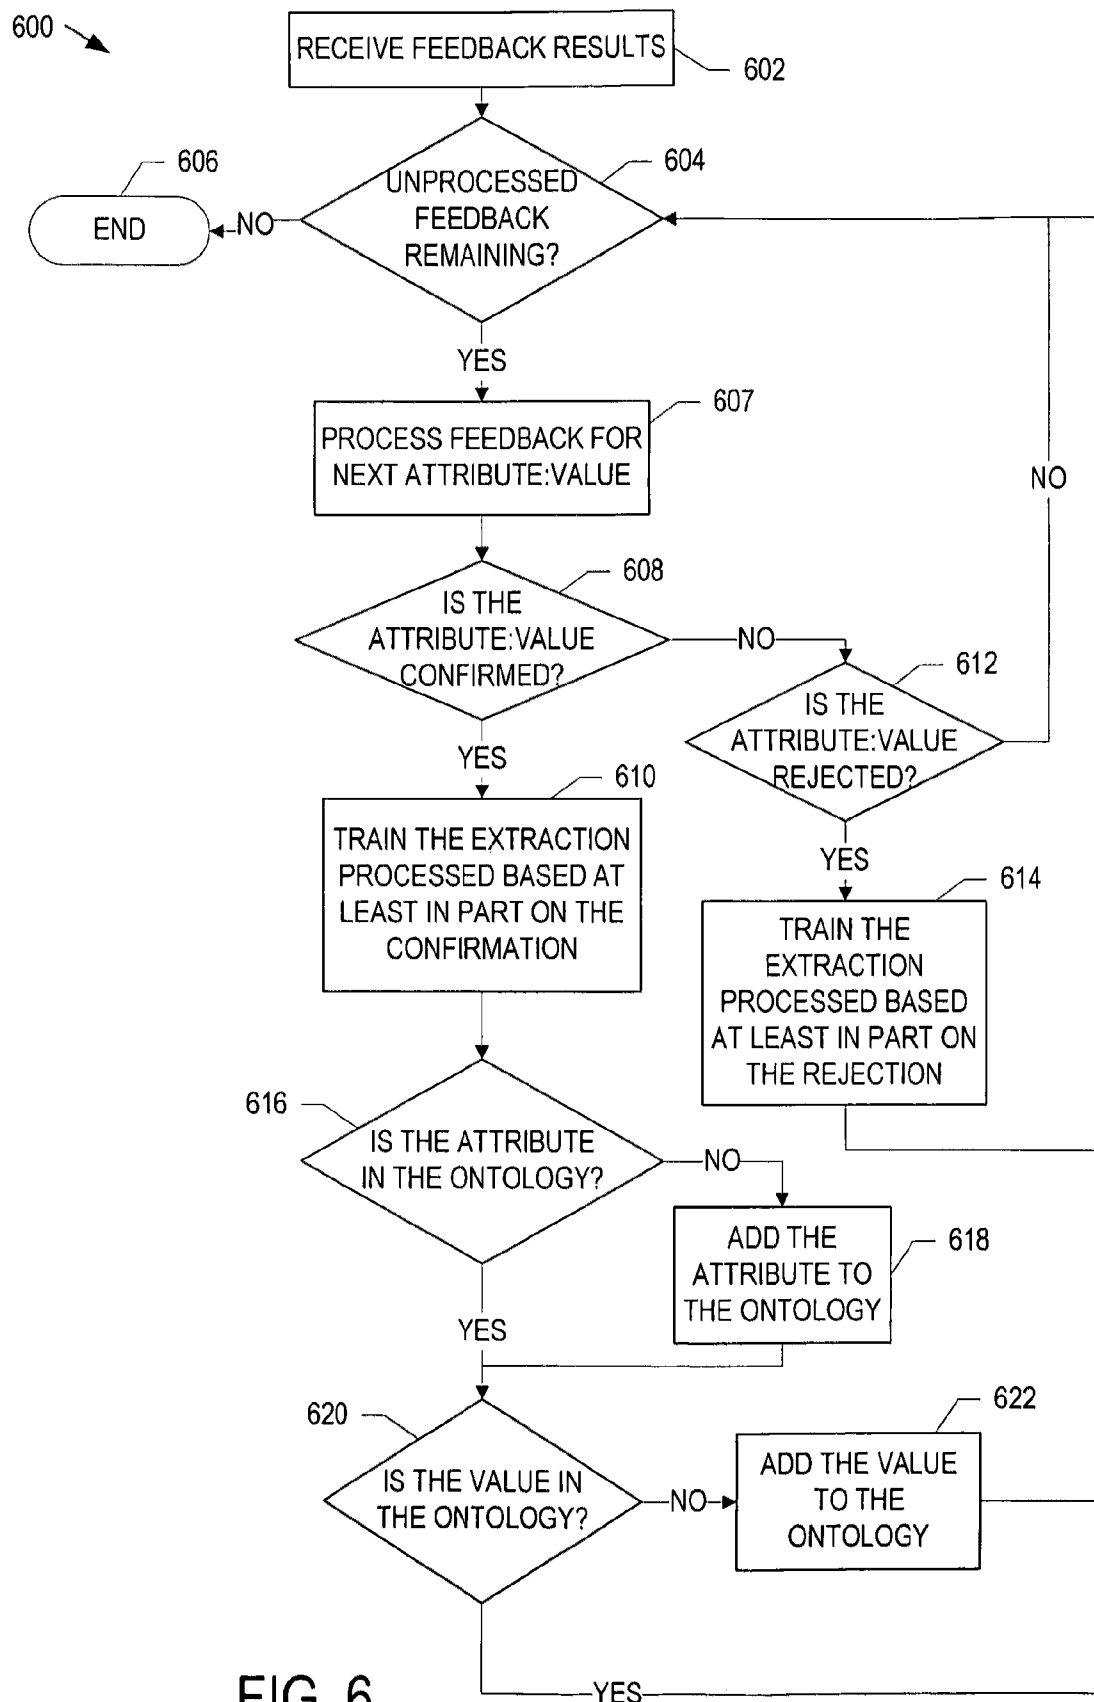 600
RECEIVE FEEDBACK RESULTS
602
606
604
UNPROCESSED
FEEDBACK
REMAINING?
END
NO
YES
607
PROCESS FEEDBACK FOR
NEXT ATTRIBUTE:VALUE
NO
608
IS THE
ATTRIBUTE:VALUE
CONFIRMED?
NO
612
IS THE
ATTRIBUTE:VALUE
REJECTED?
YES
610
TRAIN THE EXTRACTION
PROCESSED BASED AT
LEAST IN PART ON THE
CONFIRMATION
YES
614
TRAIN THE
EXTRACTION
PROCESSED BASED
AT LEAST IN PART ON
THE REJECTION
616
IS THE ATTRIBUTE
IN THE ONTOLOGY?
NO
618
ADD THE
ATTRIBUTE TO
THE ONTOLOGY
YES
620
IS THE VALUE IN
THE ONTOLOGY?
NO
622
ADD THE VALUE
TO THE
ONTOLOGY
YES
FIG. 6